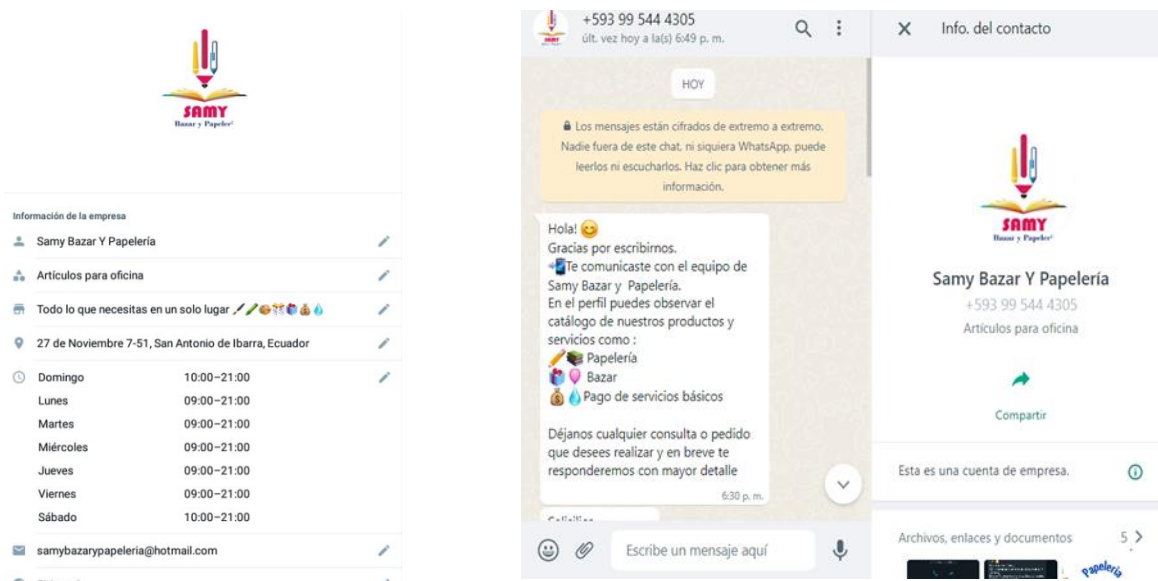 SAMY
Bazar y Papeler
Información de la empresa
Samy Bazar Y Papelería
Artículos para oficina
Todo lo que necesitas en un solo lugar 🖌️🖍️🍪🎊🎁💰💧
27 de Noviembre 7-51, San Antonio de Ibarra, Ecuador
Domingo 10:00–21:00
Lunes 09:00–21:00
Martes 09:00–21:00
Miércoles 09:00–21:00
Jueves 09:00–21:00
Viernes 09:00–21:00
Sábado 10:00–21:00
samybazarypapeleria@hotmail.com
+593 99 544 4305
últ. vez hoy a la(s) 6:49 p. m.
HOY
🔒 Los mensajes están cifrados de extremo a extremo.
Nadie fuera de este chat, ni siquiera WhatsApp, puede
leerlos ni escucharlos. Haz clic para obtener más
información.
Hola! 😊
Gracias por escribirnos.
📲Te comunicaste con el equipo de
Samy Bazar y Papelería.
En el perfil puedes observar el
catálogo de nuestros productos y
servicios como :
✏️📚 Papelería
🎁🎈 Bazar
💰💧Pago de servicios básicos
Déjanos cualquier consulta o pedido
que desees realizar y en breve te
responderemos con mayor detalle
6:30 p. m.
Escribe un mensaje aquí
Info. del contacto
SAMY
Bazar y Papeler
Samy Bazar Y Papelería
+593 99 544 4305
Artículos para oficina
Compartir
Esta es una cuenta de empresa.
Archivos, enlaces y documentos 5
Papelería